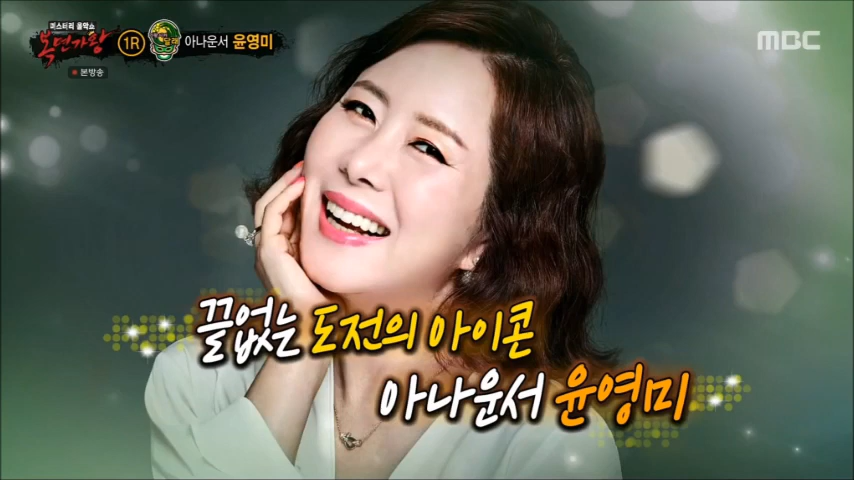 미스터리 음악쇼
복면가왕
1R
달래
아나운서 윤영미
본방송
MBC
끝없는 도전의 아이콘
아나운서 윤영미